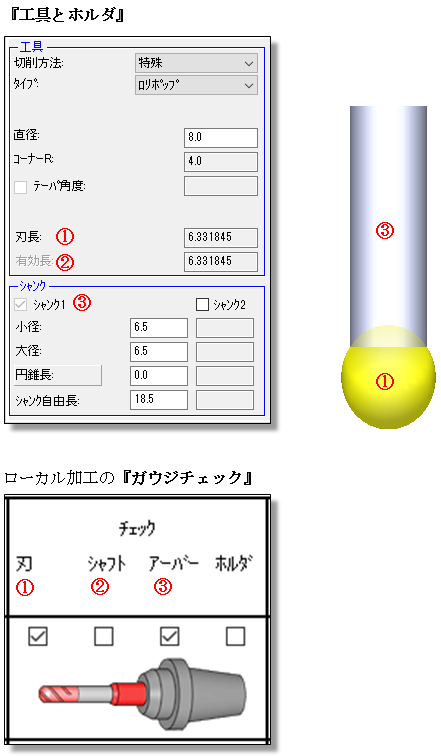 『工具とホルダ』
工具
切削方法: 特殊
ﾀｲﾌﾟ: ﾛﾘﾎﾟｯﾌﾟ
直径: 8.0
ｺｰﾅｰR: 4.0
ﾃｰﾊﾟ角度:
刃長: ① 6.331845
有効長: ② 6.331845
ｼｬﾝｸ
ｼｬﾝｸ1 ③ ｼｬﾝｸ2
小径: 6.5
大径: 6.5
円錐長: 0.0
ｼｬﾝｸ自由長: 18.5
③
①
ローカル加工の『ガウジチェック』
ﾁｪｯｸ
刃 ｼｬﾌﾄ ｱｰﾊﾞｰ ﾎﾙﾀﾞ
① ② ③